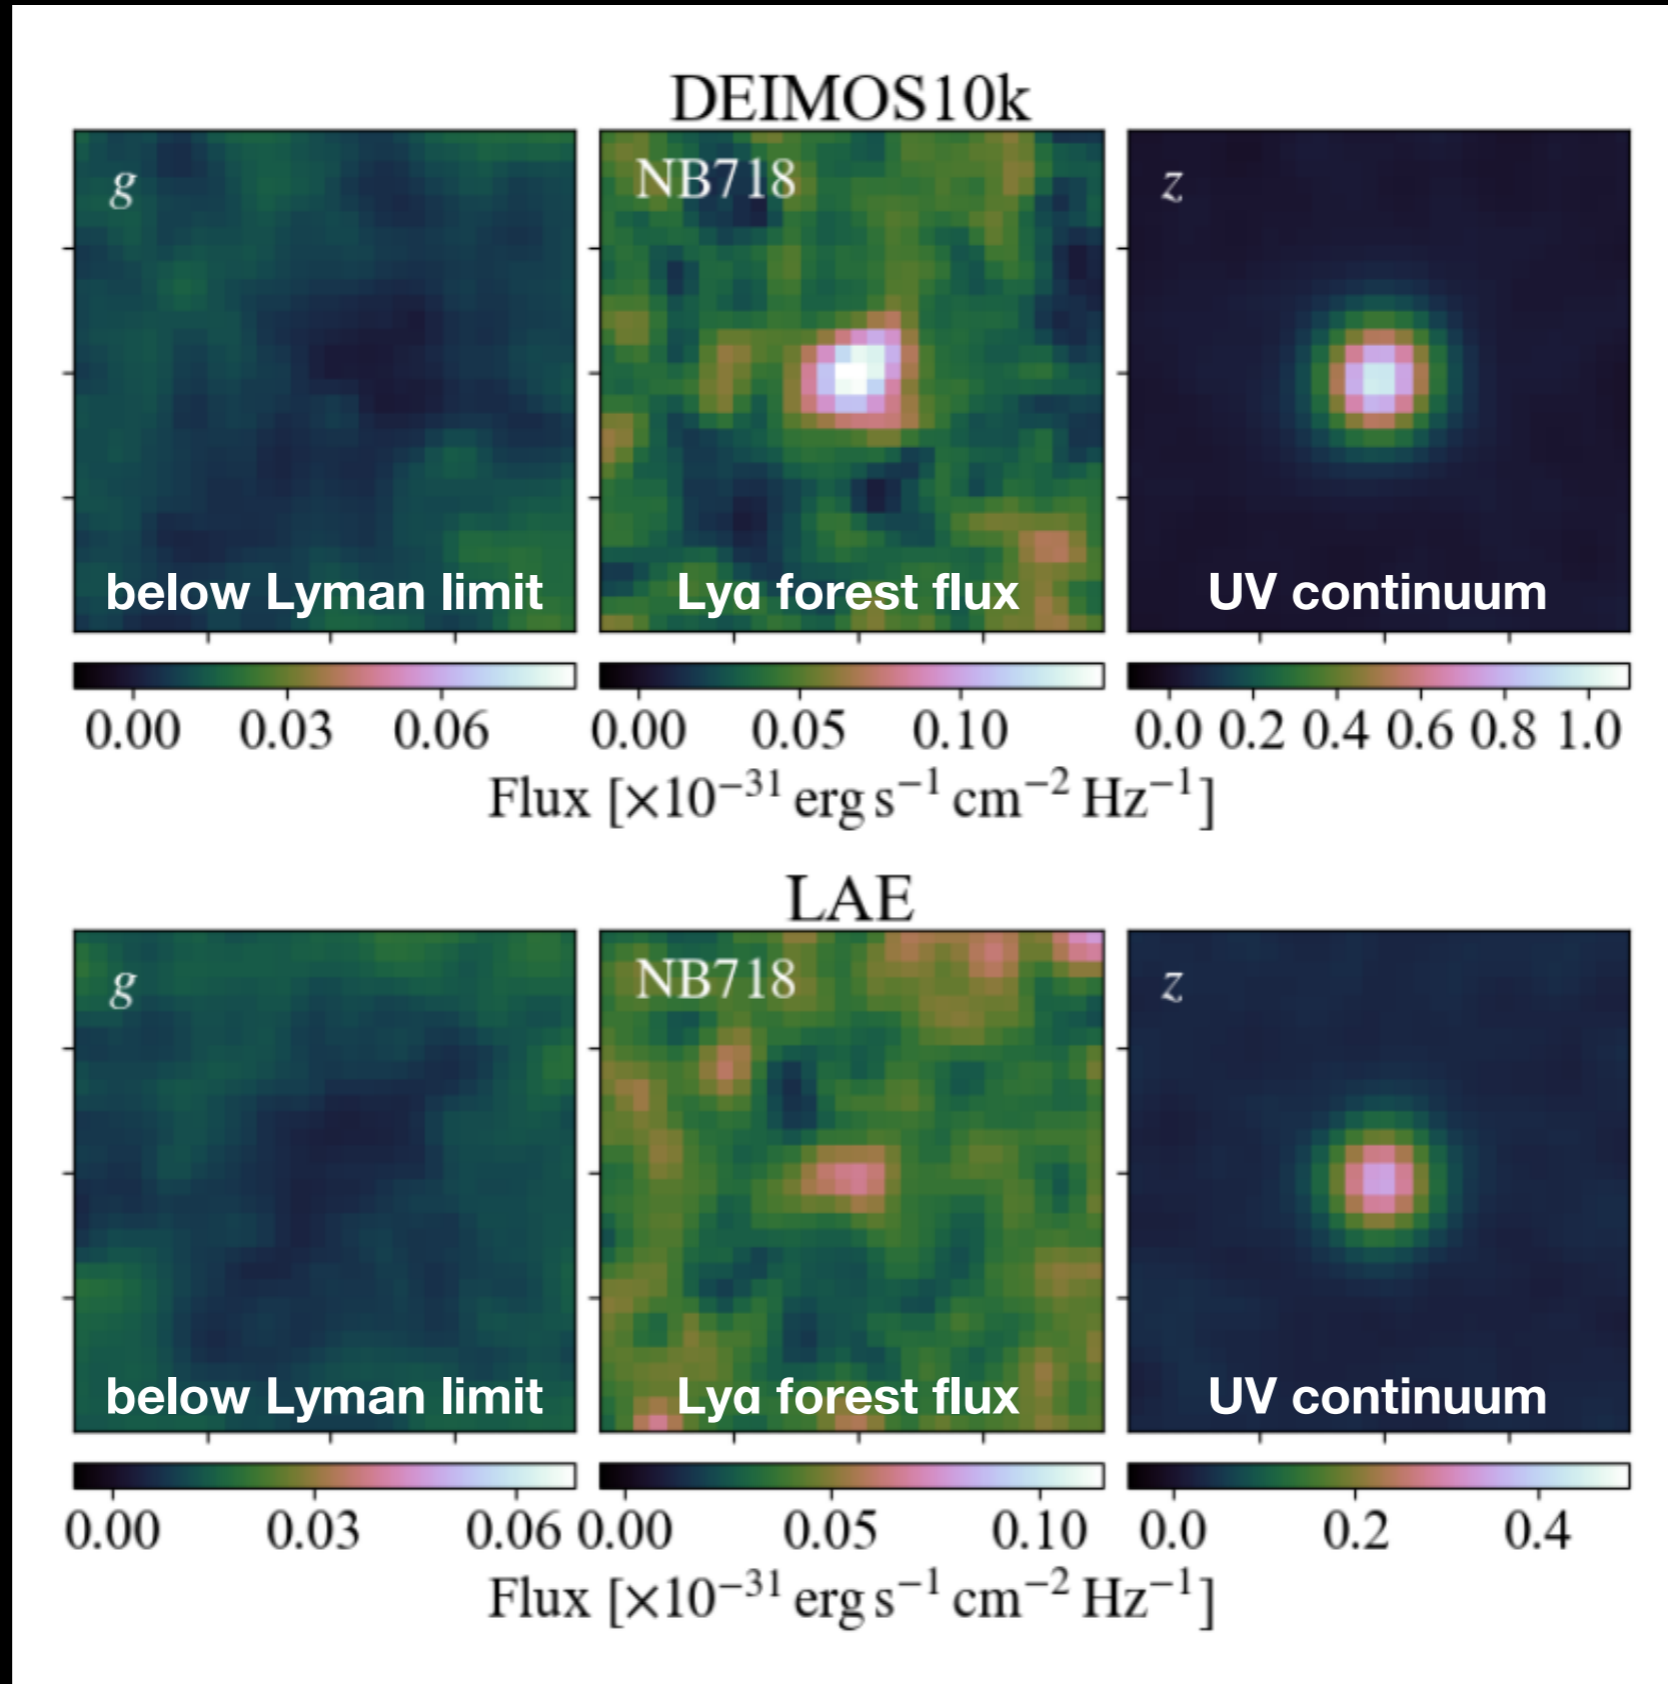 DEIMOS10k
g NB718 z
below Lyman limit Lyα forest flux UV continuum
0.00 0.03 0.06 0.00 0.05 0.10 0.0 0.2 0.4 0.6 0.8 1.0
Flux [×10⁻³¹ erg s⁻¹ cm⁻² Hz⁻¹]
LAE
g NB718 z
below Lyman limit Lyα forest flux UV continuum
0.00 0.03 0.06 0.00 0.05 0.10 0.0 0.2 0.4
Flux [×10⁻³¹ erg s⁻¹ cm⁻² Hz⁻¹]